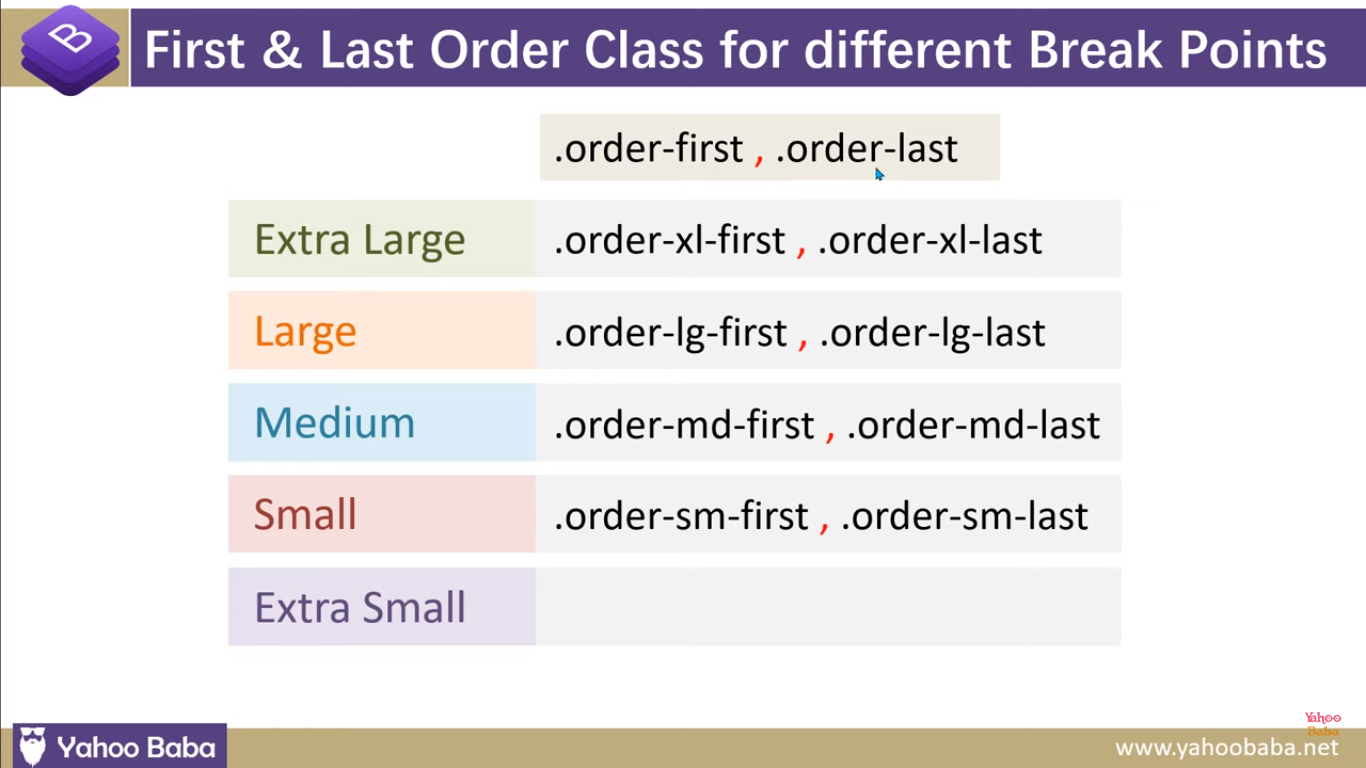 B
First & Last Order Class for different Break Points
.order-first , .order-last
Extra Large .order-xl-first , .order-xl-last
Large .order-lg-first , .order-lg-last
Medium .order-md-first , .order-md-last
Small .order-sm-first , .order-sm-last
Extra Small
Yahoo
Baba
Yahoo Baba www.yahoobaba.net